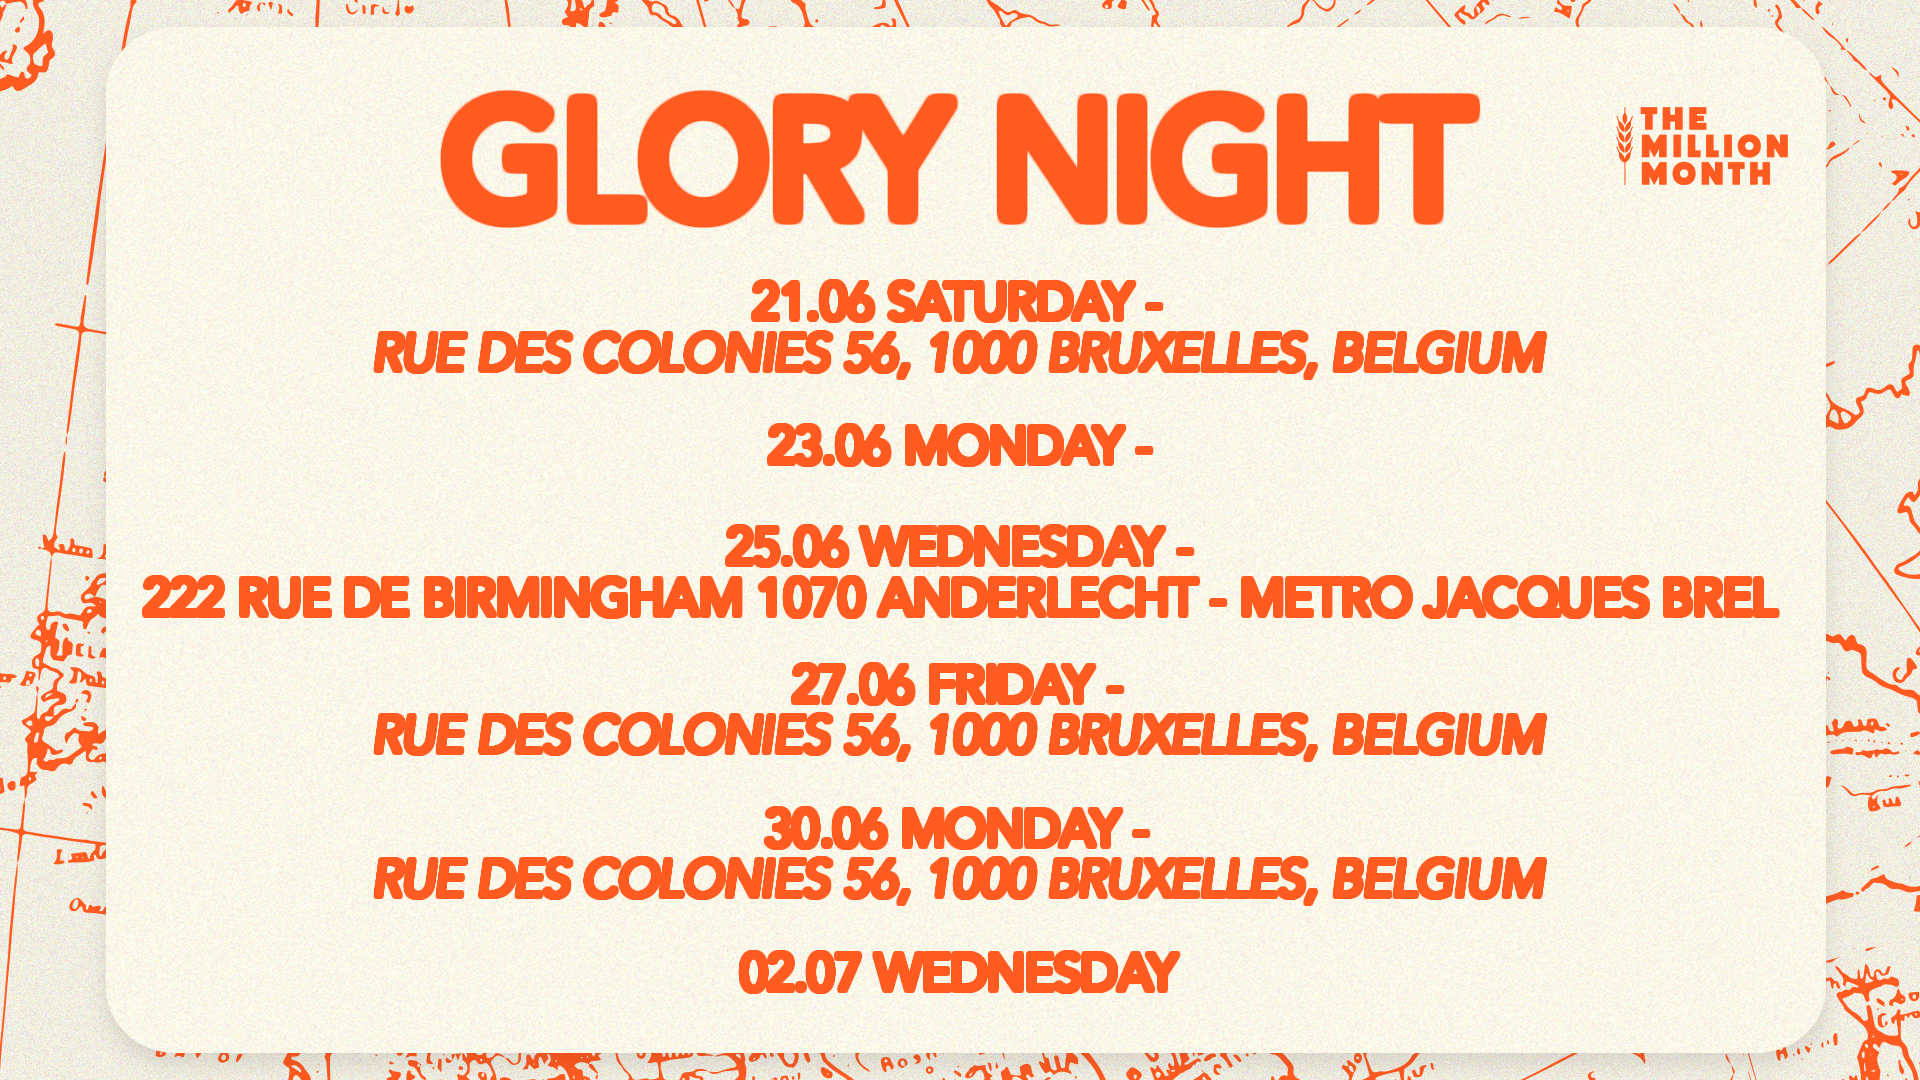 GLORY NIGHT
THE
MILLION
MONTH
21.06 SATURDAY -
RUE DES COLONIES 56, 1000 BRUXELLES, BELGIUM
23.06 MONDAY -
25.06 WEDNESDAY -
222 RUE DE BIRMINGHAM 1070 ANDERLECHT - METRO JACQUES BREL
27.06 FRIDAY -
RUE DES COLONIES 56, 1000 BRUXELLES, BELGIUM
30.06 MONDAY -
RUE DES COLONIES 56, 1000 BRUXELLES, BELGIUM
02.07 WEDNESDAY